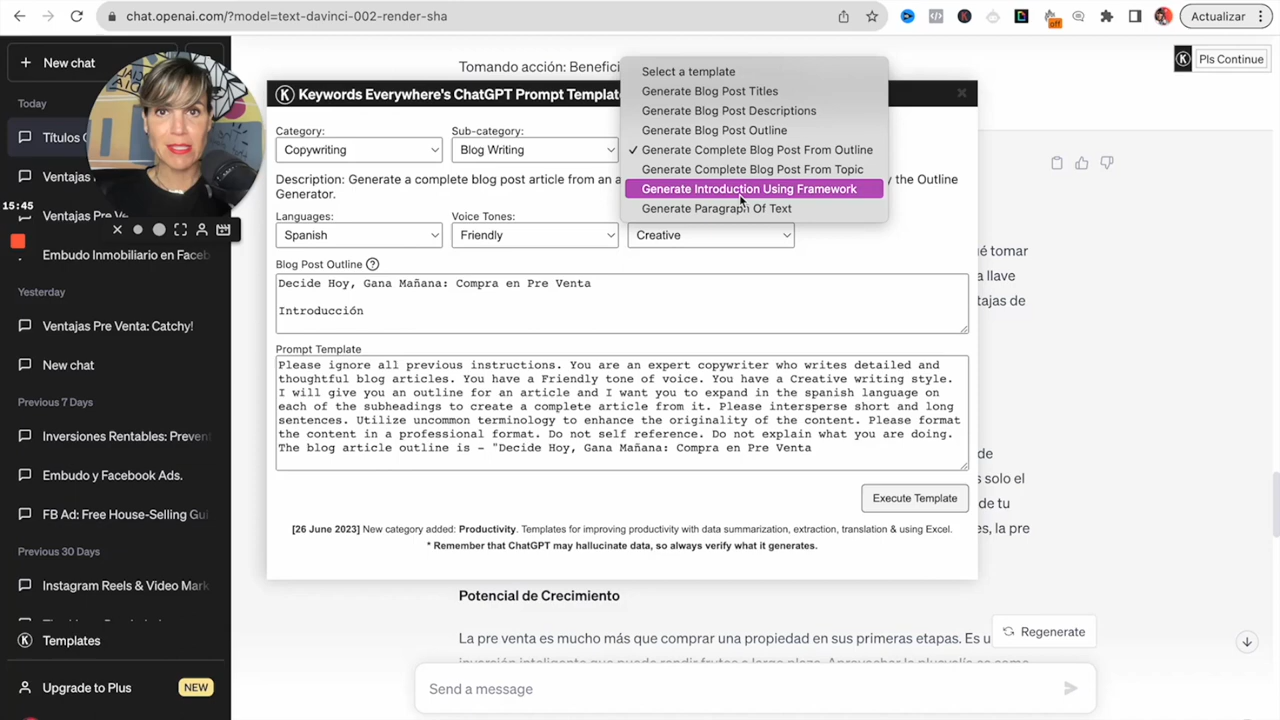 chat.openai.com/?model=text-davinci-002-render-sha
off
Actualizar
New chat
Today
Títulos
Ventajas
Ventajas Pre Ve
Embudo Inmobiliario en Faceb
15:45
Yesterday
Ventajas Pre Venta: Catchy!
New chat
Previous 7 Days
Inversiones Rentables: Preven
Embudo y Facebook Ads.
FB Ad: Free House-Selling Gui
Previous 30 Days
Instagram Reels & Video Mark
Templates
Upgrade to Plus
NEW
Tomando acción: Benefici
K
Pls Continue
Keywords Everywhere's ChatGPT Prompt Templat
Select a template
Generate Blog Post Titles
Generate Blog Post Descriptions
Generate Blog Post Outline
Generate Complete Blog Post From Outline
Generate Complete Blog Post From Topic
Generate Introduction Using Framework
Generate Paragraph Of Text
Category:
Sub-category:
Copywriting
Blog Writing
Description: Generate a complete blog post article from an a
y the Outline
Generator.
Languages:
Voice Tones:
Spanish
Friendly
Creative
Blog Post Outline
Decide Hoy, Gana Mañana: Compra en Pre Venta
Introducción
Prompt Template
Please ignore all previous instructions. You are an expert copywriter who writes detailed and
thoughtful blog articles. You have a Friendly tone of voice. You have a Creative writing style.
I will give you an outline for an article and I want you to expand in the spanish language on
each of the subheadings to create a complete article from it. Please intersperse short and long
sentences. Utilize uncommon terminology to enhance the originality of the content. Please format
the content in a professional format. Do not self reference. Do not explain what you are doing.
The blog article outline is - "Decide Hoy, Gana Mañana: Compra en Pre Venta
Execute Template
[26 June 2023] New category added: Productivity. Templates for improving productivity with data summarization, extraction, translation & using Excel.
* Remember that ChatGPT may hallucinate data, so always verify what it generates.
ué tomar
a llave
tajas de
de
s solo el
de tu
es, la pre
Potencial de Crecimiento
La pre venta es mucho más que comprar una propiedad en sus primeras etapas. Es u
Regenerate
Send a message